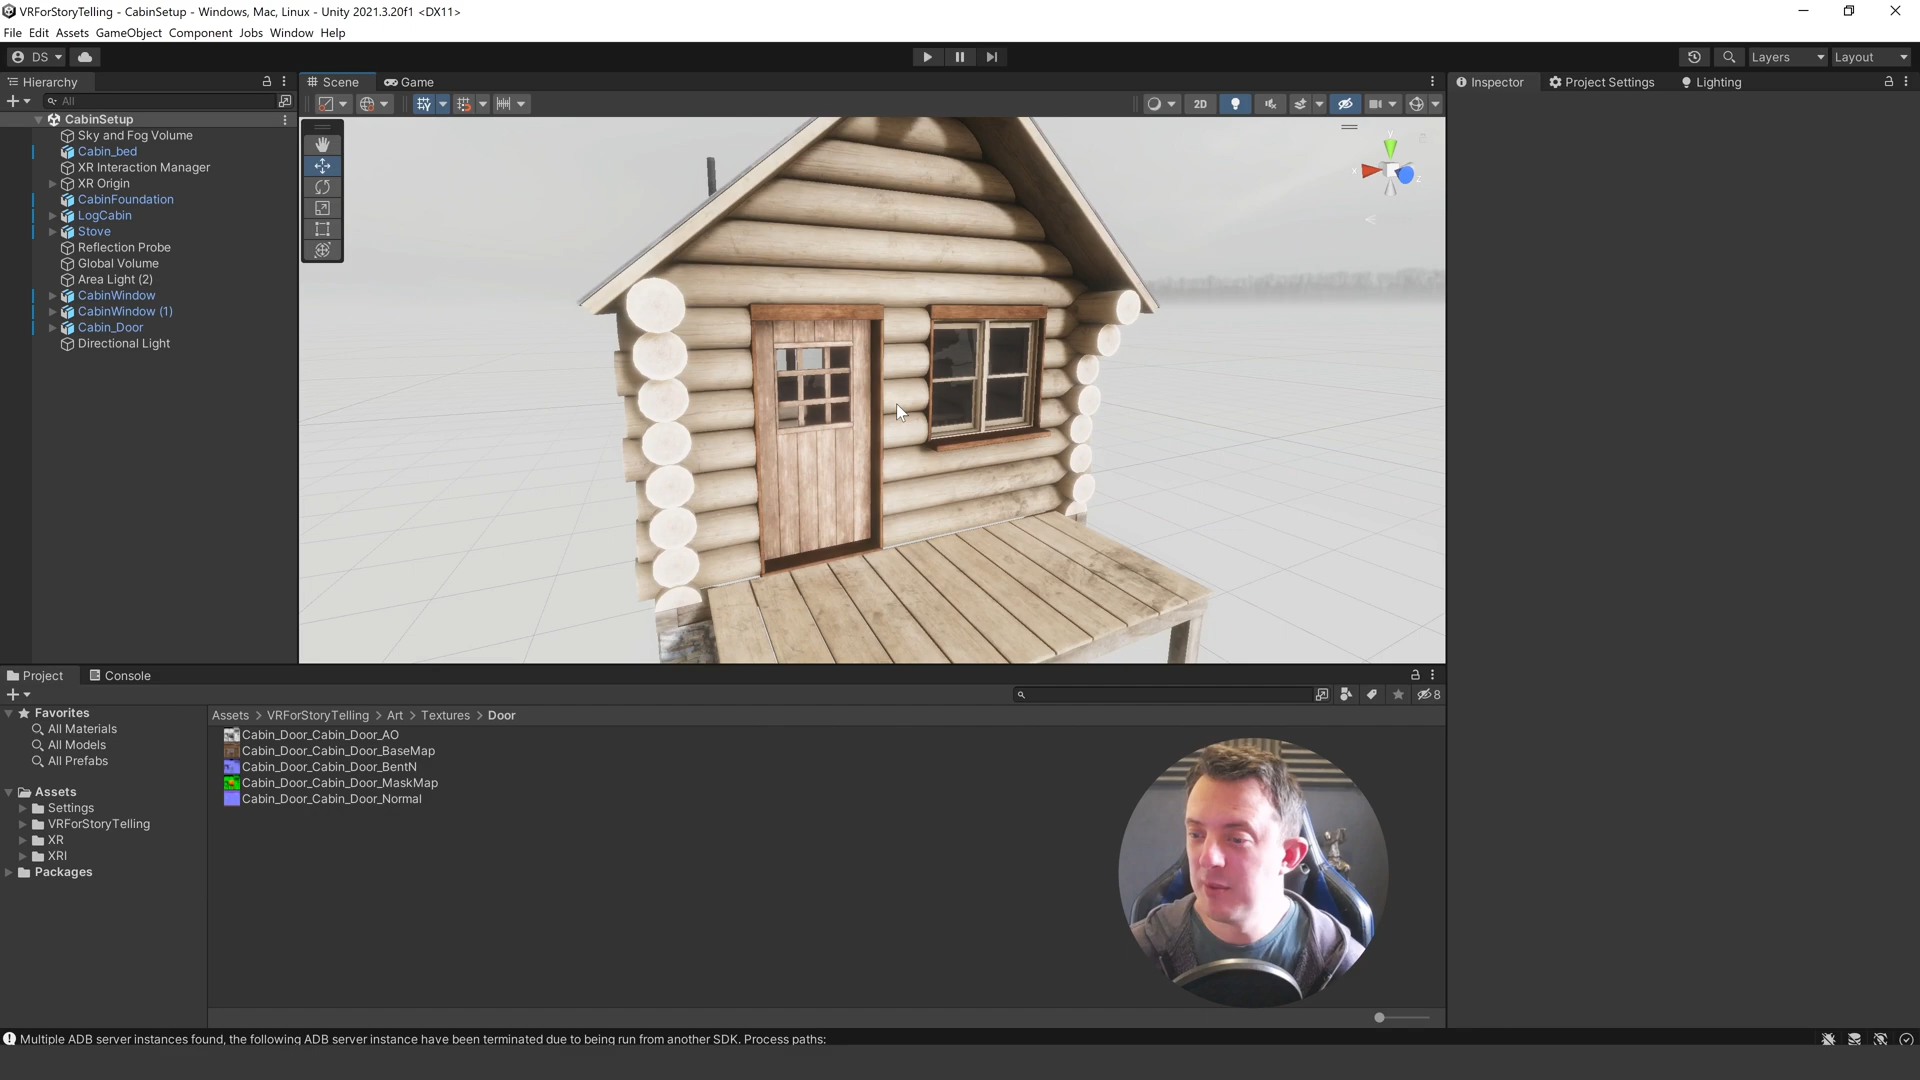 VRForStoryTelling - CabinSetup - Windows, Mac, Linux - Unity 2021.3.20f1 <DX11>
File Edit Assets GameObject Component Jobs Window Help
DS
Layers
Layout
Hierarchy
Scene
Game
Inspector
Project Settings
Lighting
All
2D
CabinSetup
Sky and Fog Volume
Cabin_bed
XR Interaction Manager
XR Origin
CabinFoundation
LogCabin
Stove
Reflection Probe
Global Volume
Area Light (2)
CabinWindow
CabinWindow (1)
Cabin_Door
Directional Light
y
x
z
Project
Console
8
Favorites
All Materials
All Models
All Prefabs
Assets
Settings
VRForStoryTelling
XR
XRI
Packages
Assets > VRForStoryTelling > Art > Textures > Door
Cabin_Door_Cabin_Door_AO
Cabin_Door_Cabin_Door_BaseMap
Cabin_Door_Cabin_Door_BentN
Cabin_Door_Cabin_Door_MaskMap
Cabin_Door_Cabin_Door_Normal
Multiple ADB server instances found, the following ADB server instance have been terminated due to being run from another SDK. Process paths: